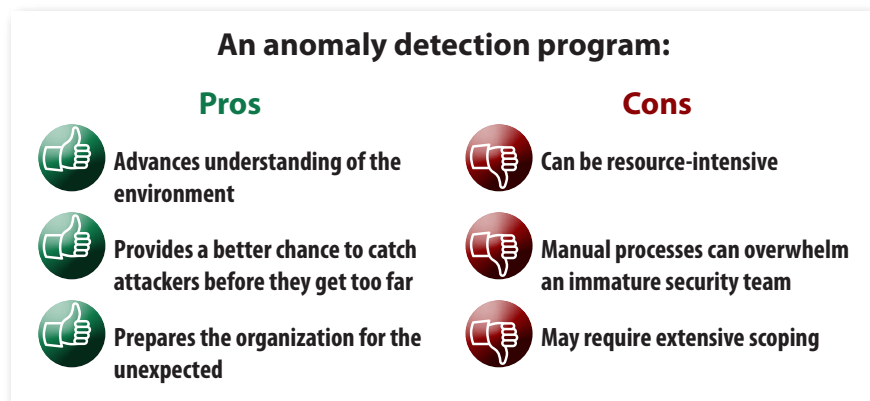 An anomaly detection program:
Pros
Advances understanding of the
environment
Provides a better chance to catch
attackers before they get too far
Prepares the organization for the
unexpected
Cons
Can be resource-intensive
Manual processes can overwhelm
an immature security team
May require extensive scoping